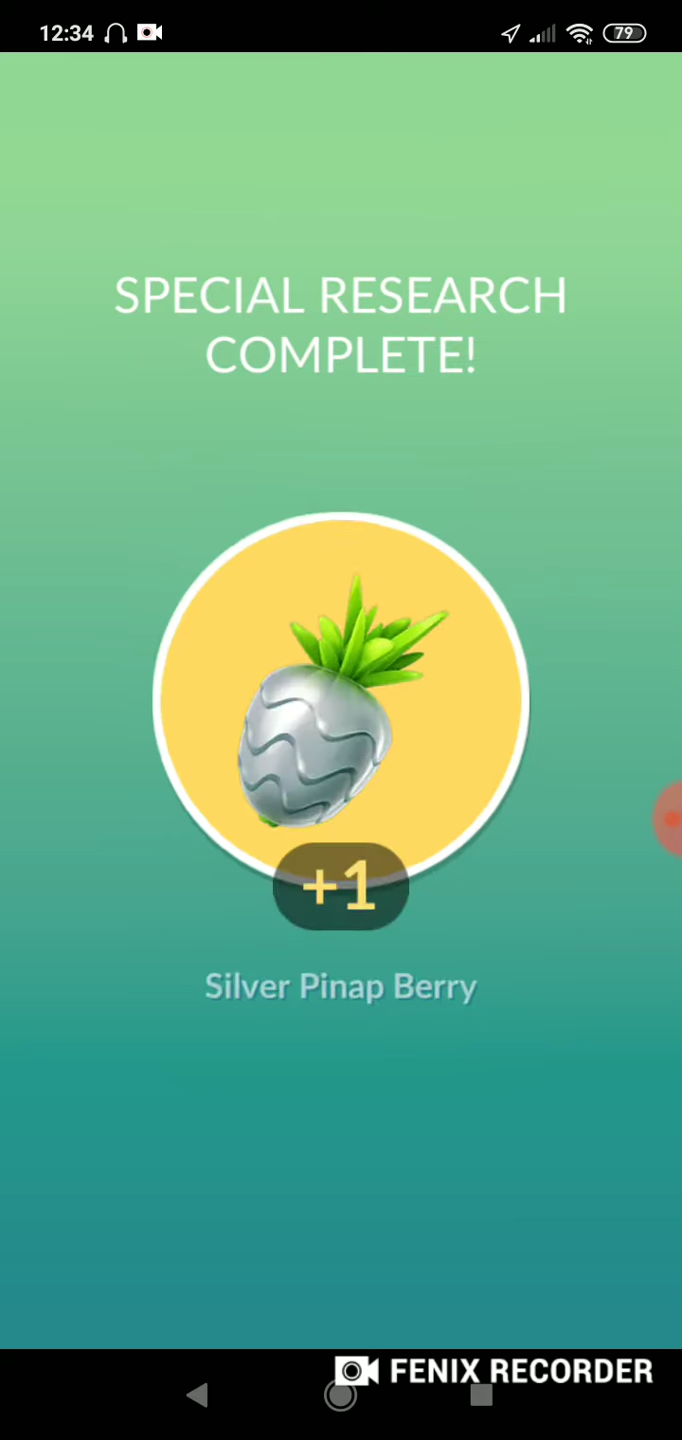 12:34
79
SPECIAL RESEARCH
COMPLETE!
+1
Silver Pinap Berry
FENIX RECORDER